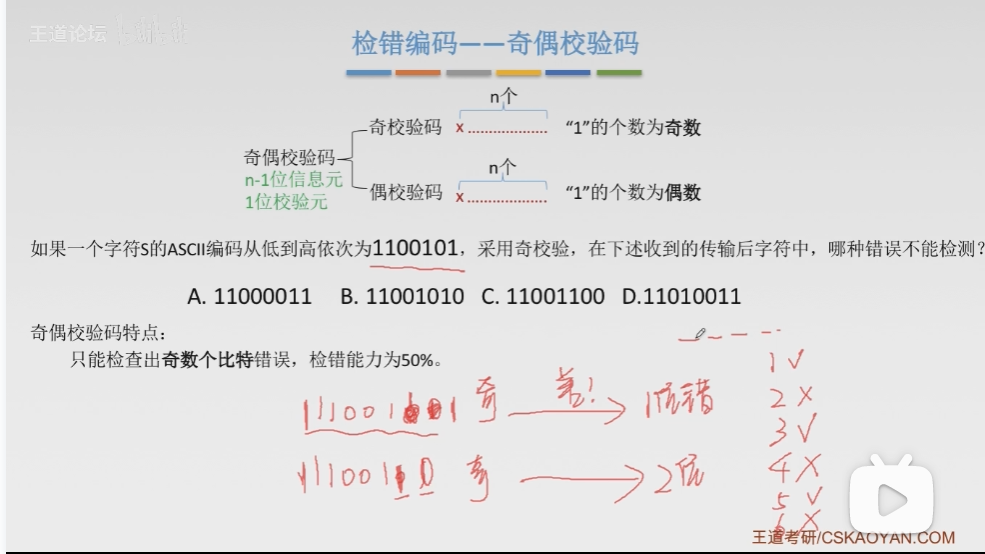 王道论坛
检错编码——奇偶校验码
n个
奇校验码 x.................. “1”的个数为奇数
奇偶校验码
n-1位信息元
1位校验元
n个
偶校验码 x.................. “1”的个数为偶数
如果一个字符S的ASCII编码从低到高依次为1100101，采用奇校验，在下述收到的传输后字符中，哪种错误不能检测？
A. 11000011 B. 11001010 C. 11001100 D.11010011
奇偶校验码特点：
只能检查出奇数个比特错误，检错能力为50%。
1 √
2 X
3 √
4 X
5 √
6 X
奇 差! 1位错
奇 2位
王道考研/CSKAOYAN.COM